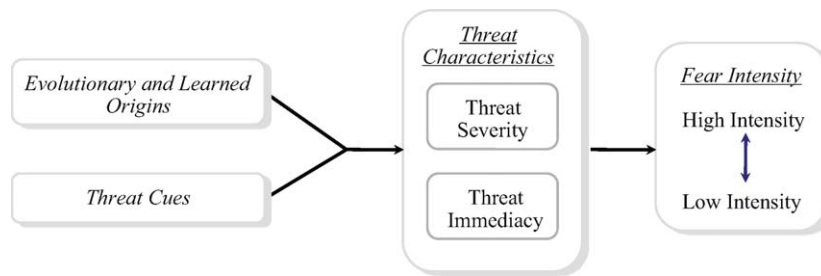 Evolutionary and Learned
Origins
Threat Cues
Threat
Characteristics
Threat
Severity
Threat
Immediacy
Fear Intensity
High Intensity
Low Intensity